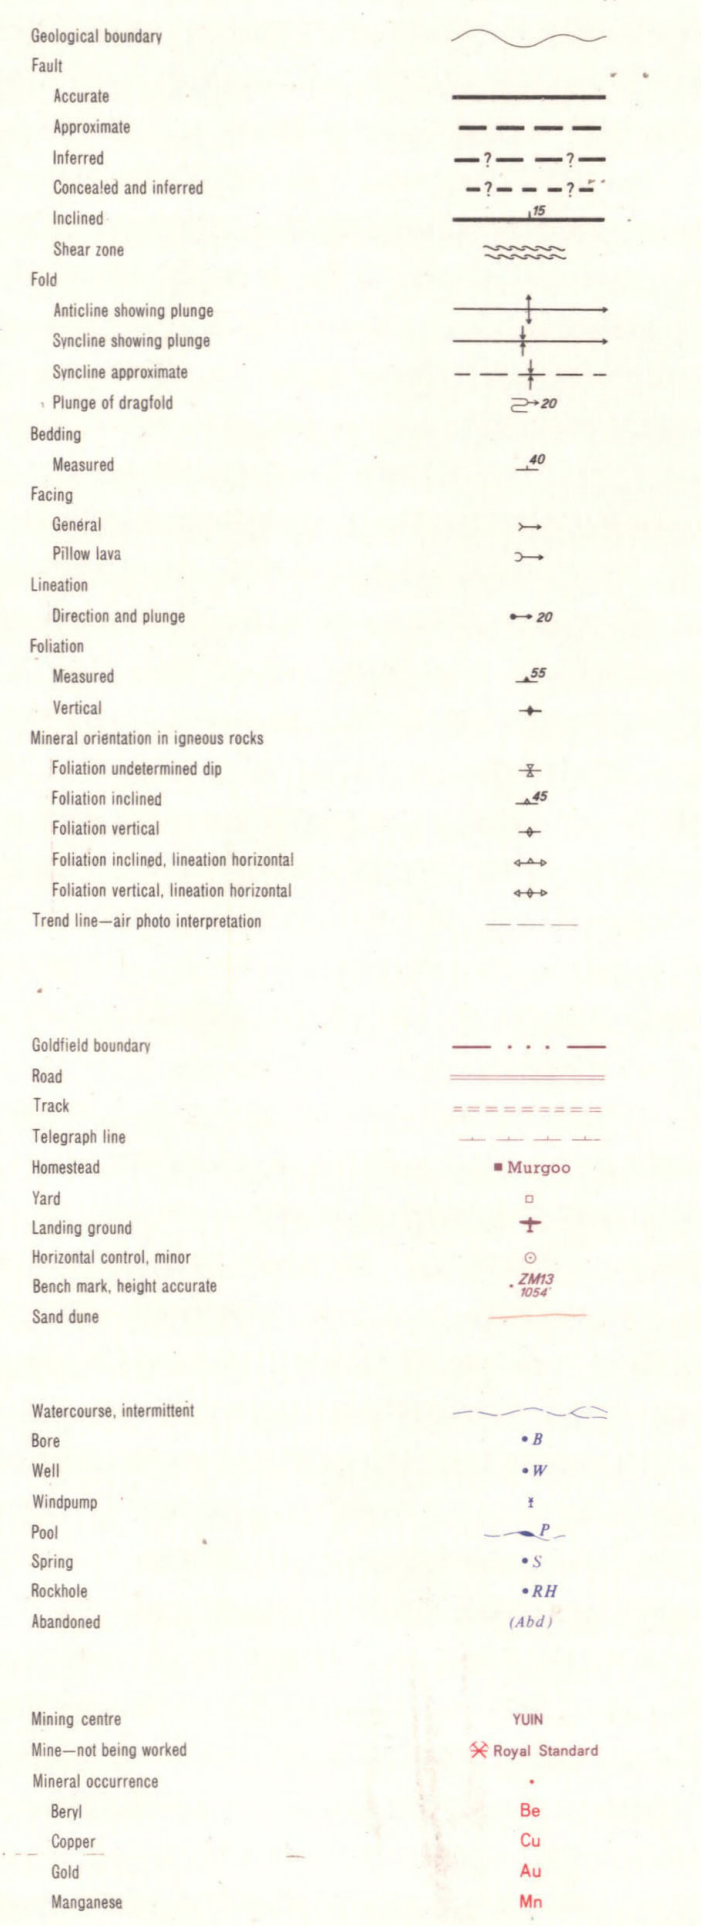 Geological boundary
Fault
Accurate
Approximate
Inferred ? ?
Concealed and inferred ? ?
Inclined 15
Shear zone
Fold
Anticline showing plunge
Syncline showing plunge
Syncline approximate
Plunge of dragfold 20
Bedding
Measured 40
Facing
General
Pillow lava
Lineation
Direction and plunge 20
Foliation
Measured 55
Vertical
Mineral orientation in igneous rocks
Foliation undetermined dip
Foliation inclined 45
Foliation vertical
Foliation inclined, lineation horizontal
Foliation vertical, lineation horizontal
Trend line—air photo interpretation
Goldfield boundary
Road
Track
Telegraph line
Homestead Murgoo
Yard
Landing ground
Horizontal control, minor
Bench mark, height accurate ZM13
1054'
Sand dune
Watercourse, intermittent
Bore B
Well W
Windpump
Pool P
Spring S
Rockhole RH
Abandoned (Abd)
Mining centre YUIN
Mine—not being worked Royal Standard
Mineral occurrence
Beryl Be
Copper Cu
Gold Au
Manganese Mn